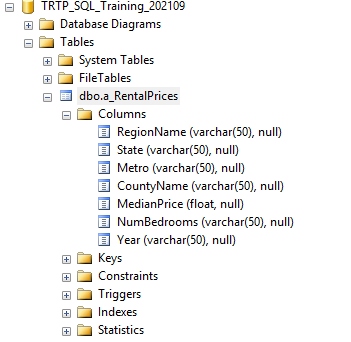 TRTP_SQL_Training_202109
Database Diagrams
Tables
System Tables
FileTables
dbo.a_RentalPrices
Columns
RegionName (varchar(50), null)
State (varchar(50), null)
Metro (varchar(50), null)
CountyName (varchar(50), null)
MedianPrice (float, null)
NumBedrooms (varchar(50), null)
Year (varchar(50), null)
Keys
Constraints
Triggers
Indexes
Statistics